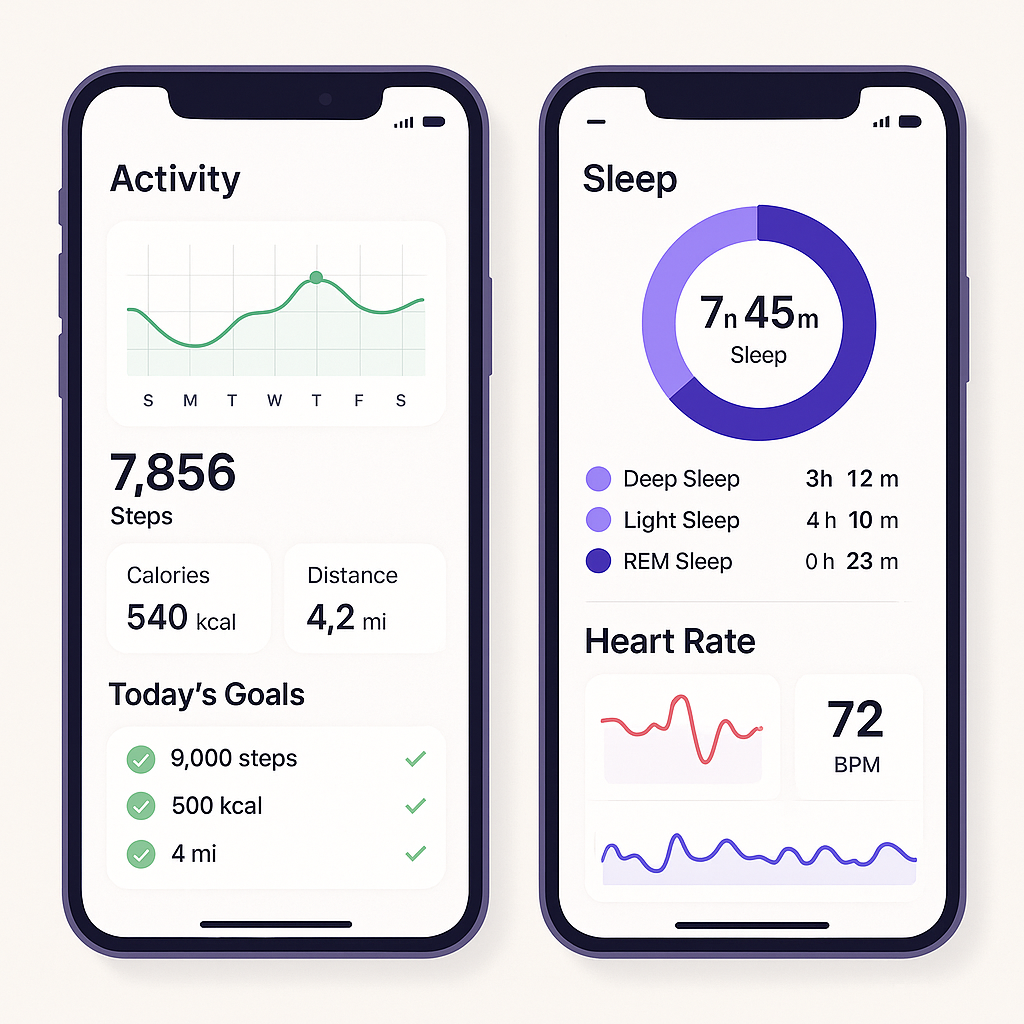 Activity
S M T W T F S
7,856
Steps
Calories
540 kcal
Distance
4,2 mi
Today's Goals
9,000 steps
500 kcal
4 mi
Sleep
7n 45m
Sleep
Deep Sleep 3h 12 m
Light Sleep 4 h 10 m
REM Sleep 0 h 23 m
Heart Rate
72
BPM